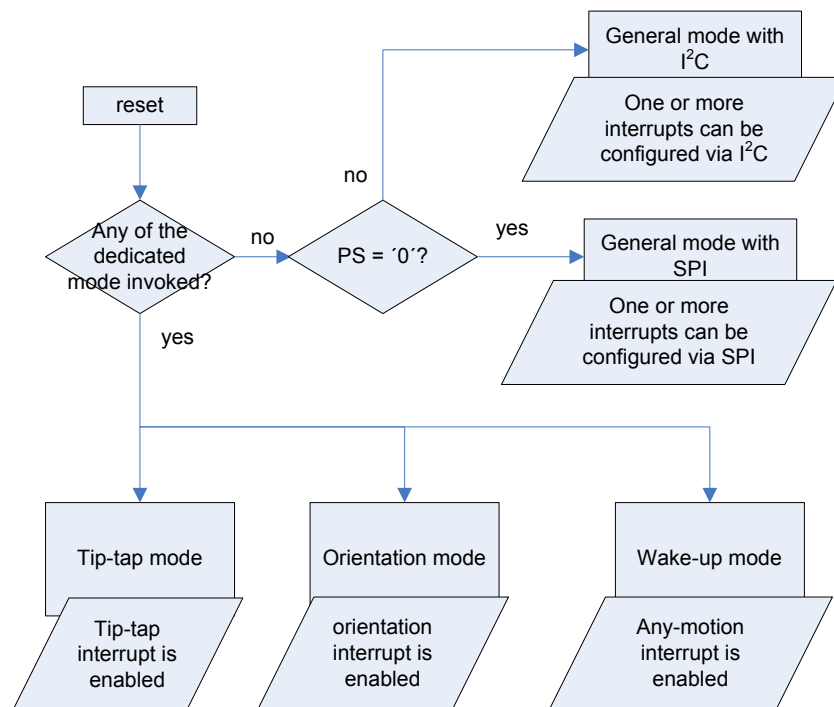 General mode with
I²C
reset
One or more
interrupts can be
configured via I²C
no
Any of the
dedicated
mode invoked?
no
PS = ´0´?
yes
General mode with
SPI
One or more
interrupts can be
configured via SPI
yes
Tip-tap mode
Orientation mode
Wake-up mode
Tip-tap
interrupt is
enabled
orientation
interrupt is
enabled
Any-motion
interrupt is
enabled